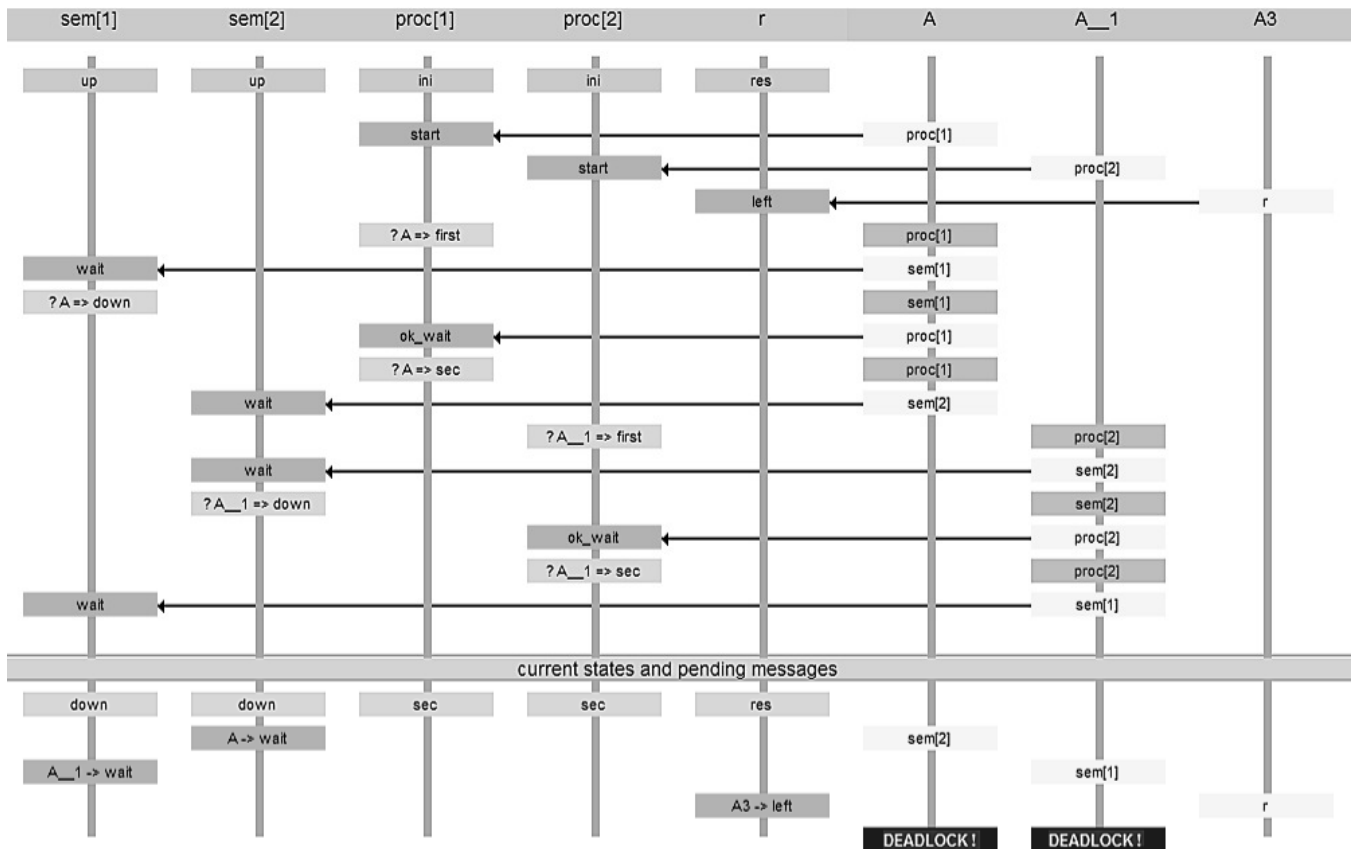 sem[1] sem[2] proc[1] proc[2] r A A__1 A3
up up ini ini res
start proc[1]
start proc[2]
left r
? A => first proc[1]
wait sem[1]
? A => down sem[1]
ok_wait proc[1]
? A => sec proc[1]
wait sem[2]
? A__1 => first proc[2]
wait sem[2]
? A__1 => down sem[2]
ok_wait proc[2]
? A__1 => sec proc[2]
wait sem[1]
current states and pending messages
down down sec sec res
A -> wait sem[2]
A__1 -> wait sem[1]
A3 -> left r
DEADLOCK! DEADLOCK!